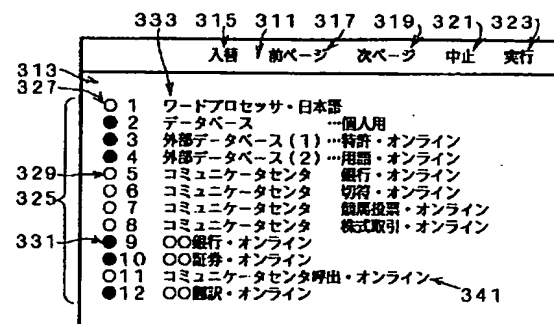 333 315 311 317 319 321 323
入替 前ページ 次ページ 中止 実行
313
327
○ 1 ワードプロセッサ・日本語
● 2 データベース …個人用
● 3 外部データベース(1)…特許・オンライン
● 4 外部データベース(2)…用語・オンライン
329 ○ 5 コミュニケータセンタ 銀行・オンライン
325 ○ 6 コミュニケータセンタ 切符・オンライン
○ 7 コミュニケータセンタ 競馬投票・オンライン
○ 8 コミュニケータセンタ 株式取引・オンライン
331 ● 9 ○○銀行・オンライン
●10 ○○証券・オンライン
○11 コミュニケータセンタ呼出・オンライン
●12 ○○翻訳・オンライン 341